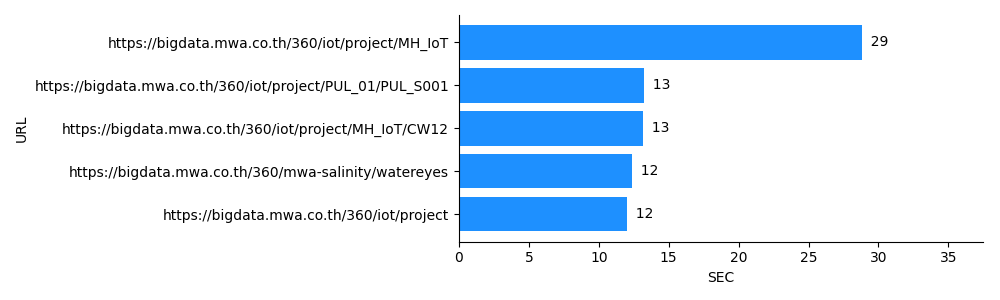 URL
https://bigdata.mwa.co.th/360/iot/project/MH_IoT 29
https://bigdata.mwa.co.th/360/iot/project/PUL_01/PUL_S001 13
https://bigdata.mwa.co.th/360/iot/project/MH_IoT/CW12 13
https://bigdata.mwa.co.th/360/mwa-salinity/watereyes 12
https://bigdata.mwa.co.th/360/iot/project 12
0 5 10 15 20 25 30 35
SEC